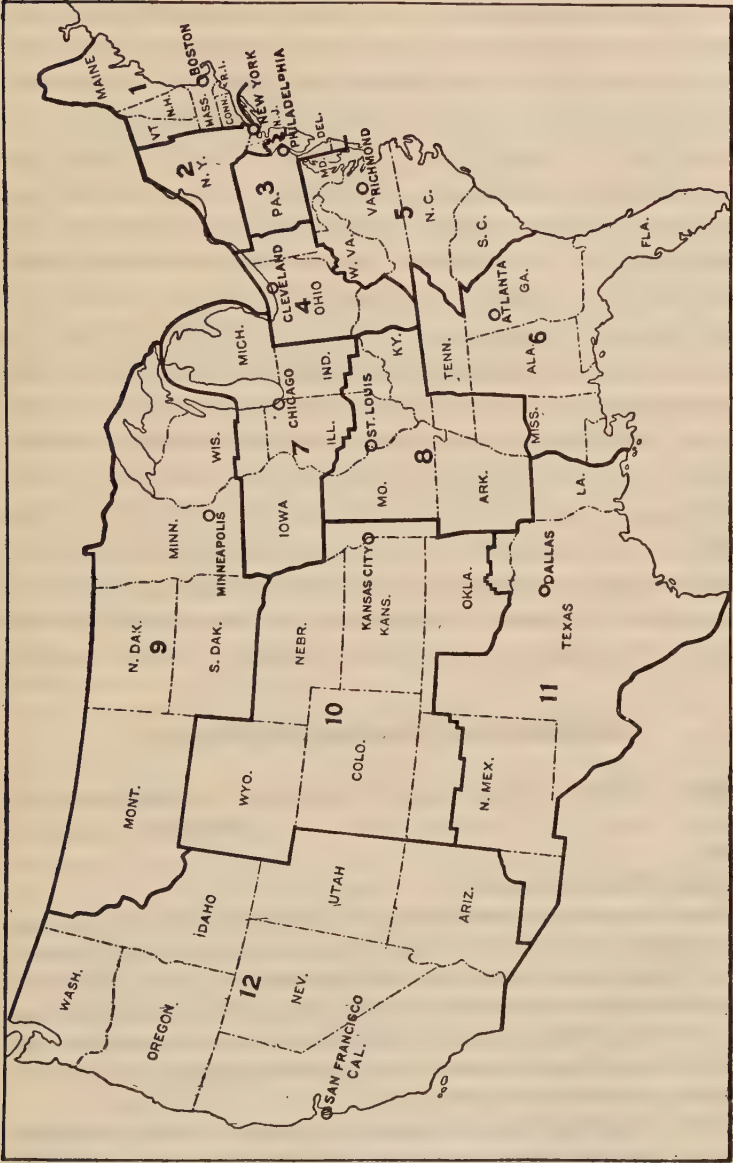 MAINE
1
VT
N.H.
MASS.
CONN.
R.I.
BOSTON
2
N.Y.
NEW YORK
N.J.
PHILADELPHIA
3
PA.
DEL.
MD.
4
CLEVELAND
OHIO
W. VA.
VA.
RICHMOND
5
N.C.
S.C.
6
ATLANTA
GA.
FLA.
ALA.
TENN.
MISS.
7
MICH.
CHICAGO
IND.
ILL.
WIS.
IOWA
8
KY.
ST. LOUIS
MO.
ARK.
LA.
9
MINN.
MINNEAPOLIS
N. DAK.
S. DAK.
MONT.
10
NEBR.
KANSAS CITY
KANS.
OKLA.
WYO.
COLO.
11
DALLAS
TEXAS
N. MEX.
12
WASH.
OREGON
IDAHO
UTAH
NEV.
ARIZ.
SAN FRANCISCO
CAL.